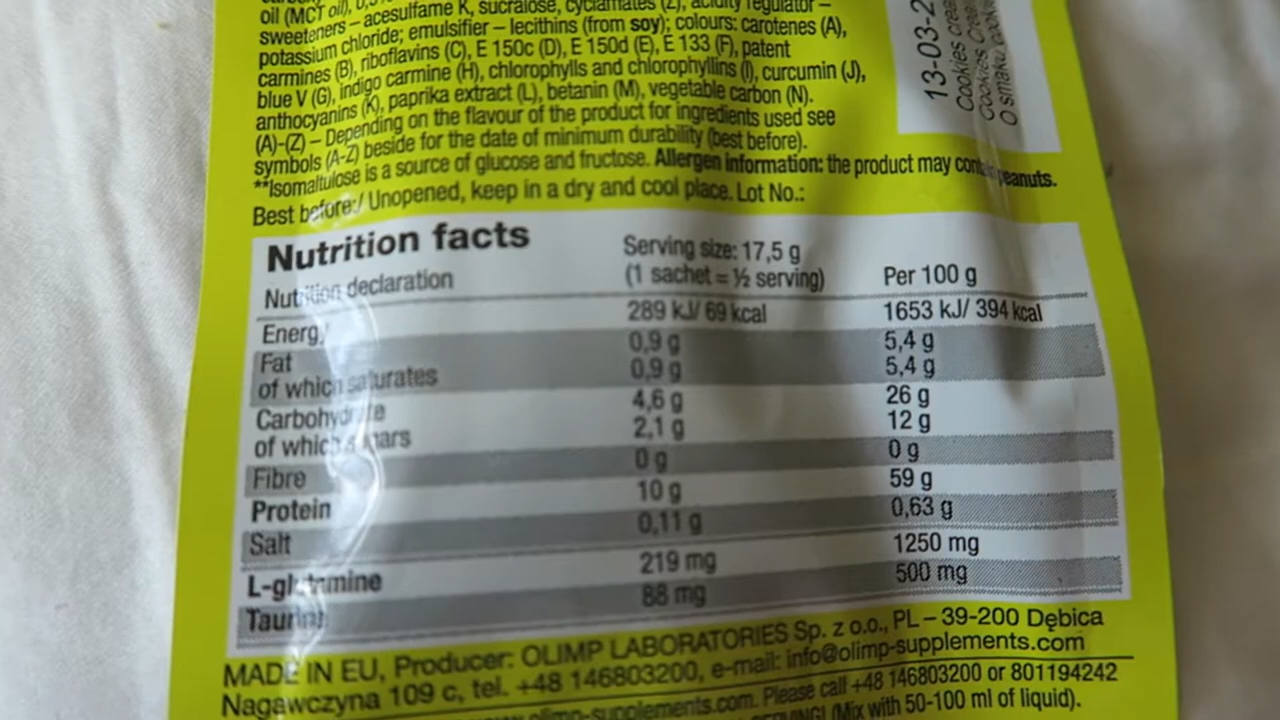 oil (MCT oil),
sweeteners – acesulfame K, sucralose, cyclamates (Z), acidity regulator –
potassium chloride; emulsifier – lecithins (from soy); colours: carotenes (A),
carmines (B), riboflavins (C), E 150c (D), E 150d (E), E 133 (F), patent
blue V (G), indigo carmine (H), chlorophylls and chlorophyllins (I), curcumin (J),
anthocyanins (K), paprika extract (L), betanin (M), vegetable carbon (N).
(A)-(Z) – Depending on the flavour of the product for ingredients used see
symbols (A-Z) beside for the date of minimum durability (best before).
**Isomaltulose is a source of glucose and fructose. Allergen information: the product may contain peanuts.
Best before:/ Unopened, keep in a dry and cool place. Lot No.:
13-03-2
Cookies crea
Cookies Crea
O smaku cookie
Nutrition facts
Nutrition declaration
Serving size: 17,5 g
(1 sachet = ½ serving)
Per 100 g
Energy 289 kJ/ 69 kcal 1653 kJ/ 394 kcal
Fat 0,9 g 5,4 g
of which saturates 0,9 g 5,4 g
Carbohydrate 4,6 g 26 g
of which sugars 2,1 g 12 g
Fibre 0 g 0 g
Protein 10 g 59 g
Salt 0,11 g 0,63 g
L-glutamine 219 mg 1250 mg
Taurine 88 mg 500 mg
MADE IN EU, Producer: OLIMP LABORATORIES Sp. z o.o., PL – 39-200 Dębica
Nagawczyna 109 c, tel. +48 146803200, e-mail: info@olimp-supplements.com
olimp-supplements.com. Please call +48 146803200 or 801194242
(Mix with 50-100 ml of liquid).